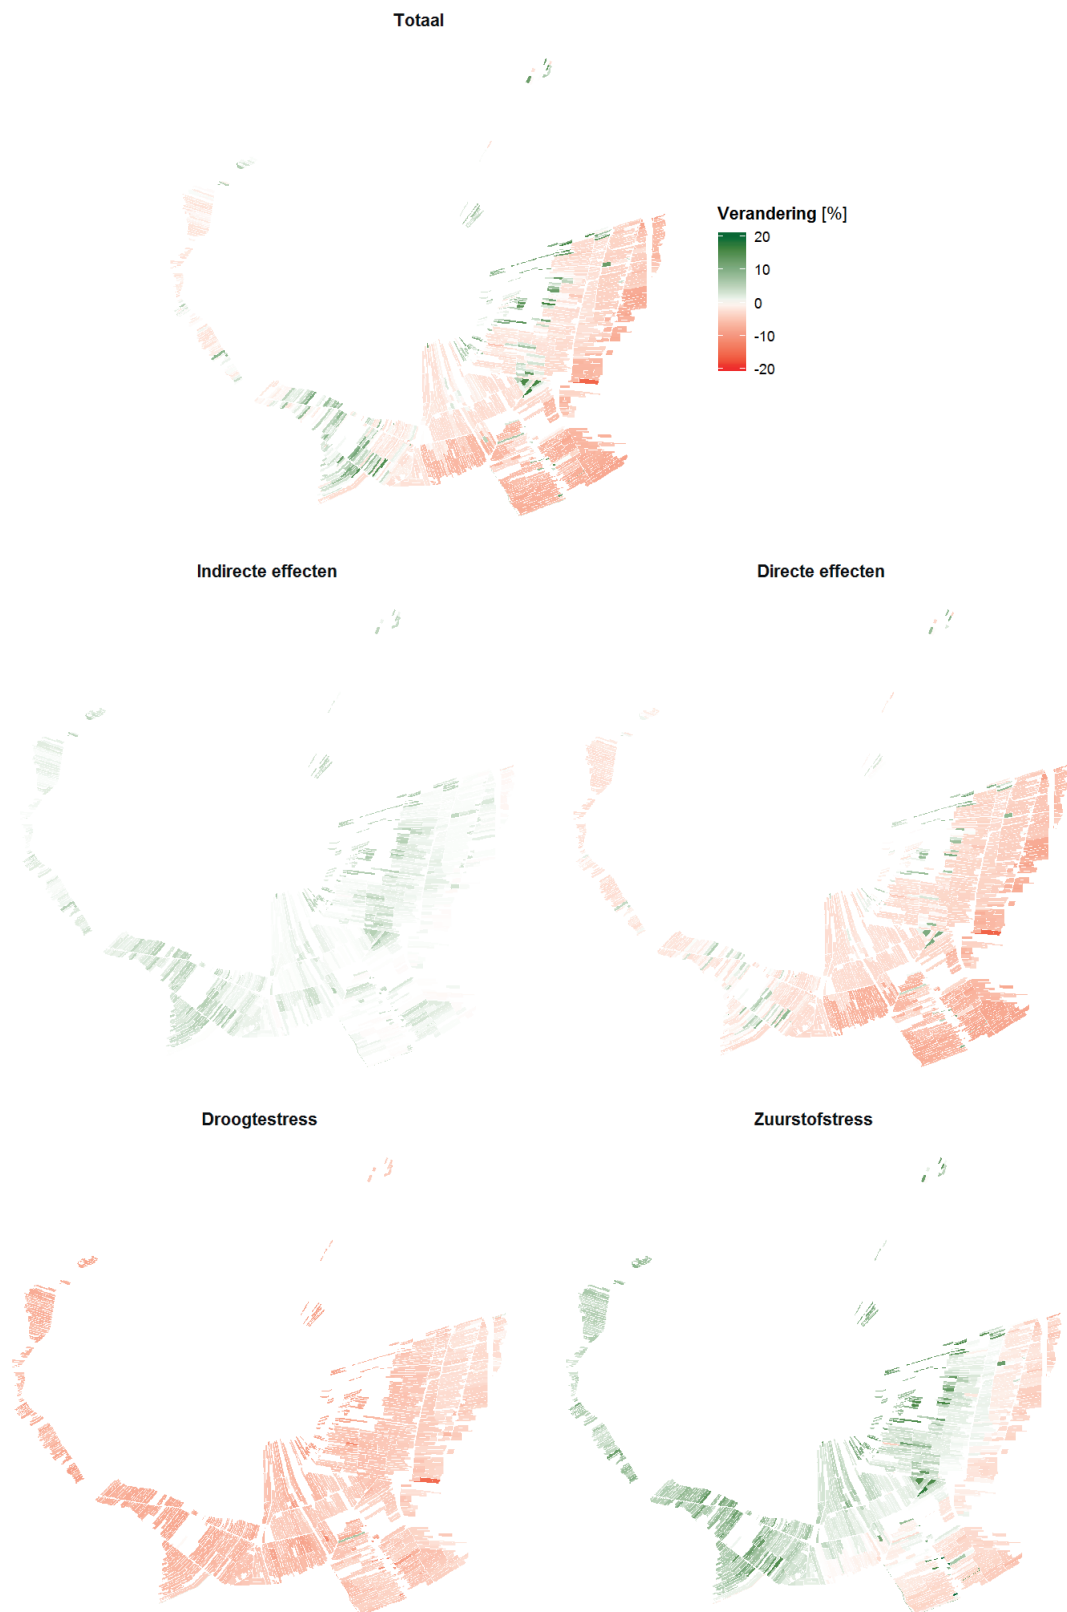 Totaal
Verandering [%]
20
10
0
-10
-20
Indirecte effecten
Directe effecten
Droogtestress
Zuurstofstress